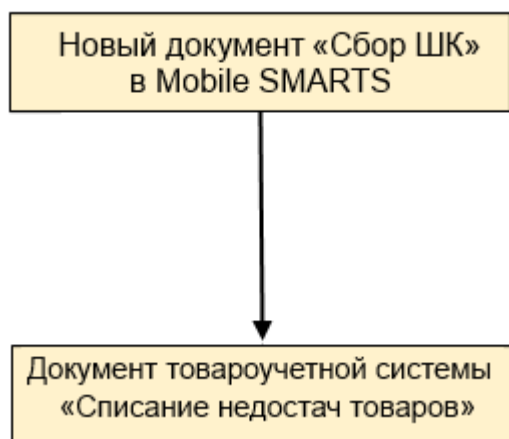 Новый документ «Сбор ШК»
в Mobile SMARTS
Документ товароучетной системы
«Списание недостач товаров»